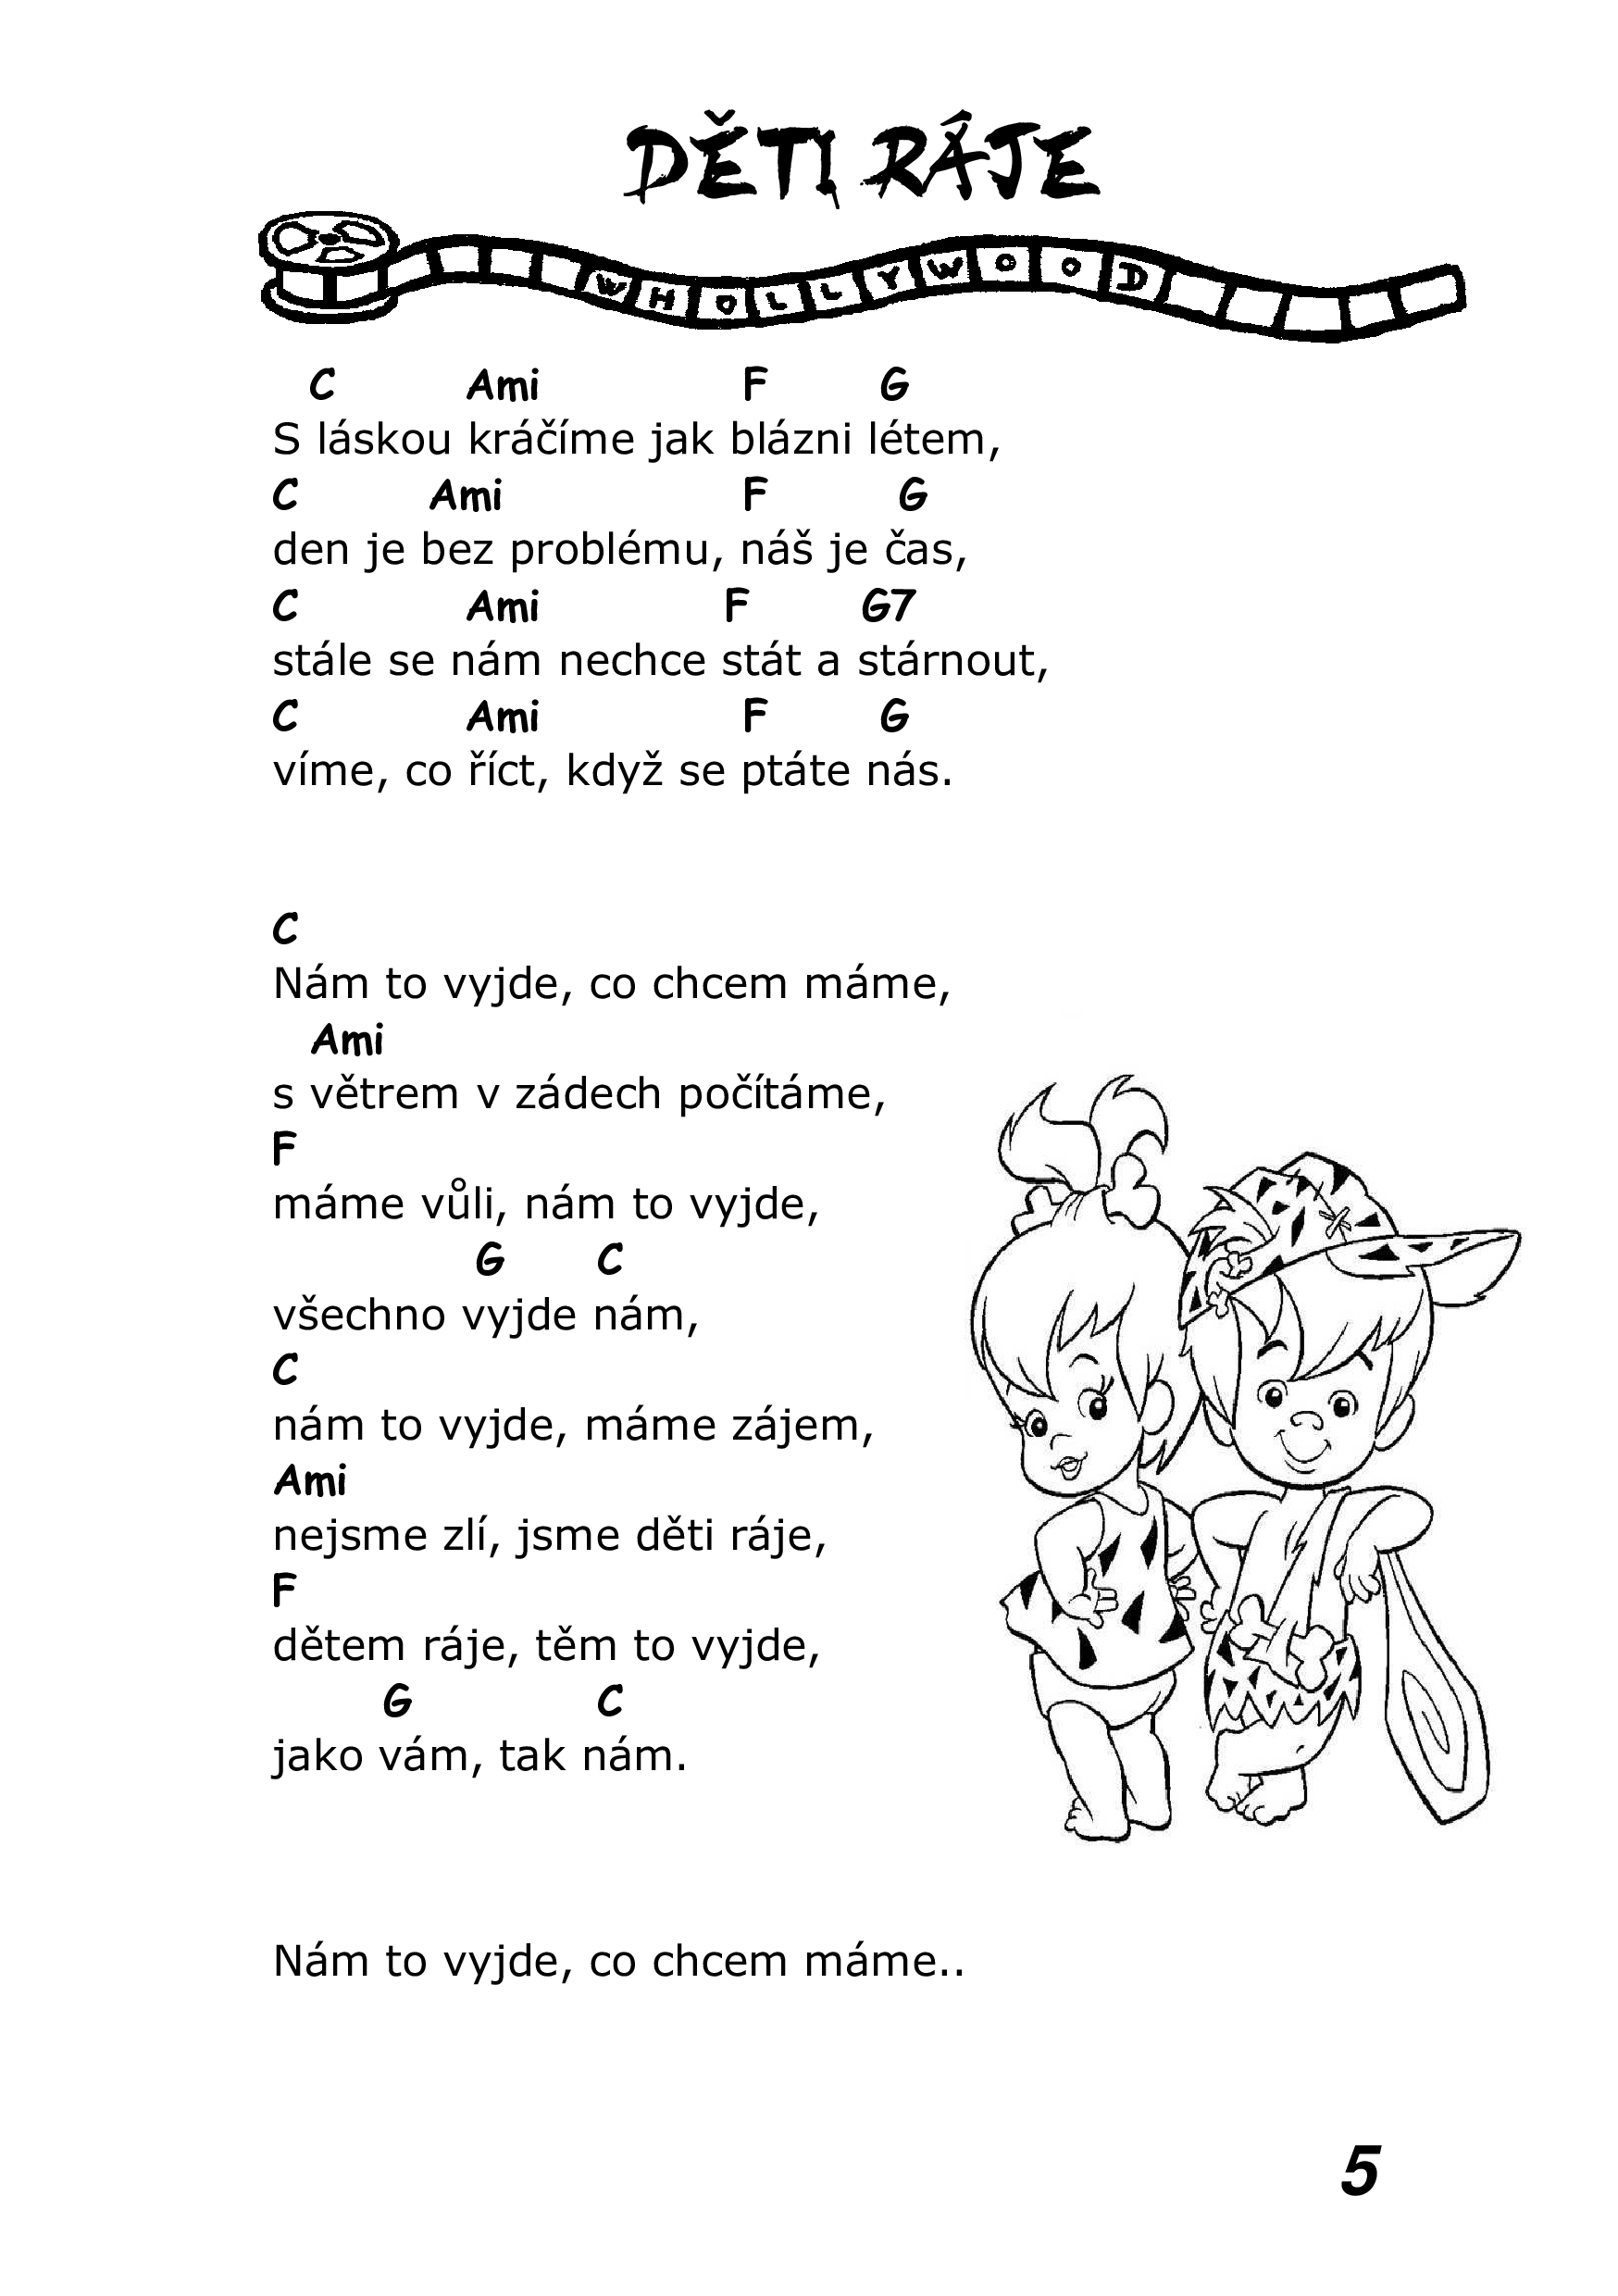 DĚTI RÁJE
WHOLLYWOOD
C Ami F G
S láskou kráčíme jak blázni létem,
C Ami F G
den je bez problému, náš je čas,
C Ami F G7
stále se nám nechce stát a stárnout,
C Ami F G
víme, co říct, když se ptáte nás.
C
Nám to vyjde, co chcem máme,
Ami
s větrem v zádech počítáme,
F
máme vůli, nám to vyjde,
G C
všechno vyjde nám,
C
nám to vyjde, máme zájem,
Ami
nejsme zlí, jsme děti ráje,
F
dětem ráje, těm to vyjde,
G C
jako vám, tak nám.
Nám to vyjde, co chcem máme..
5